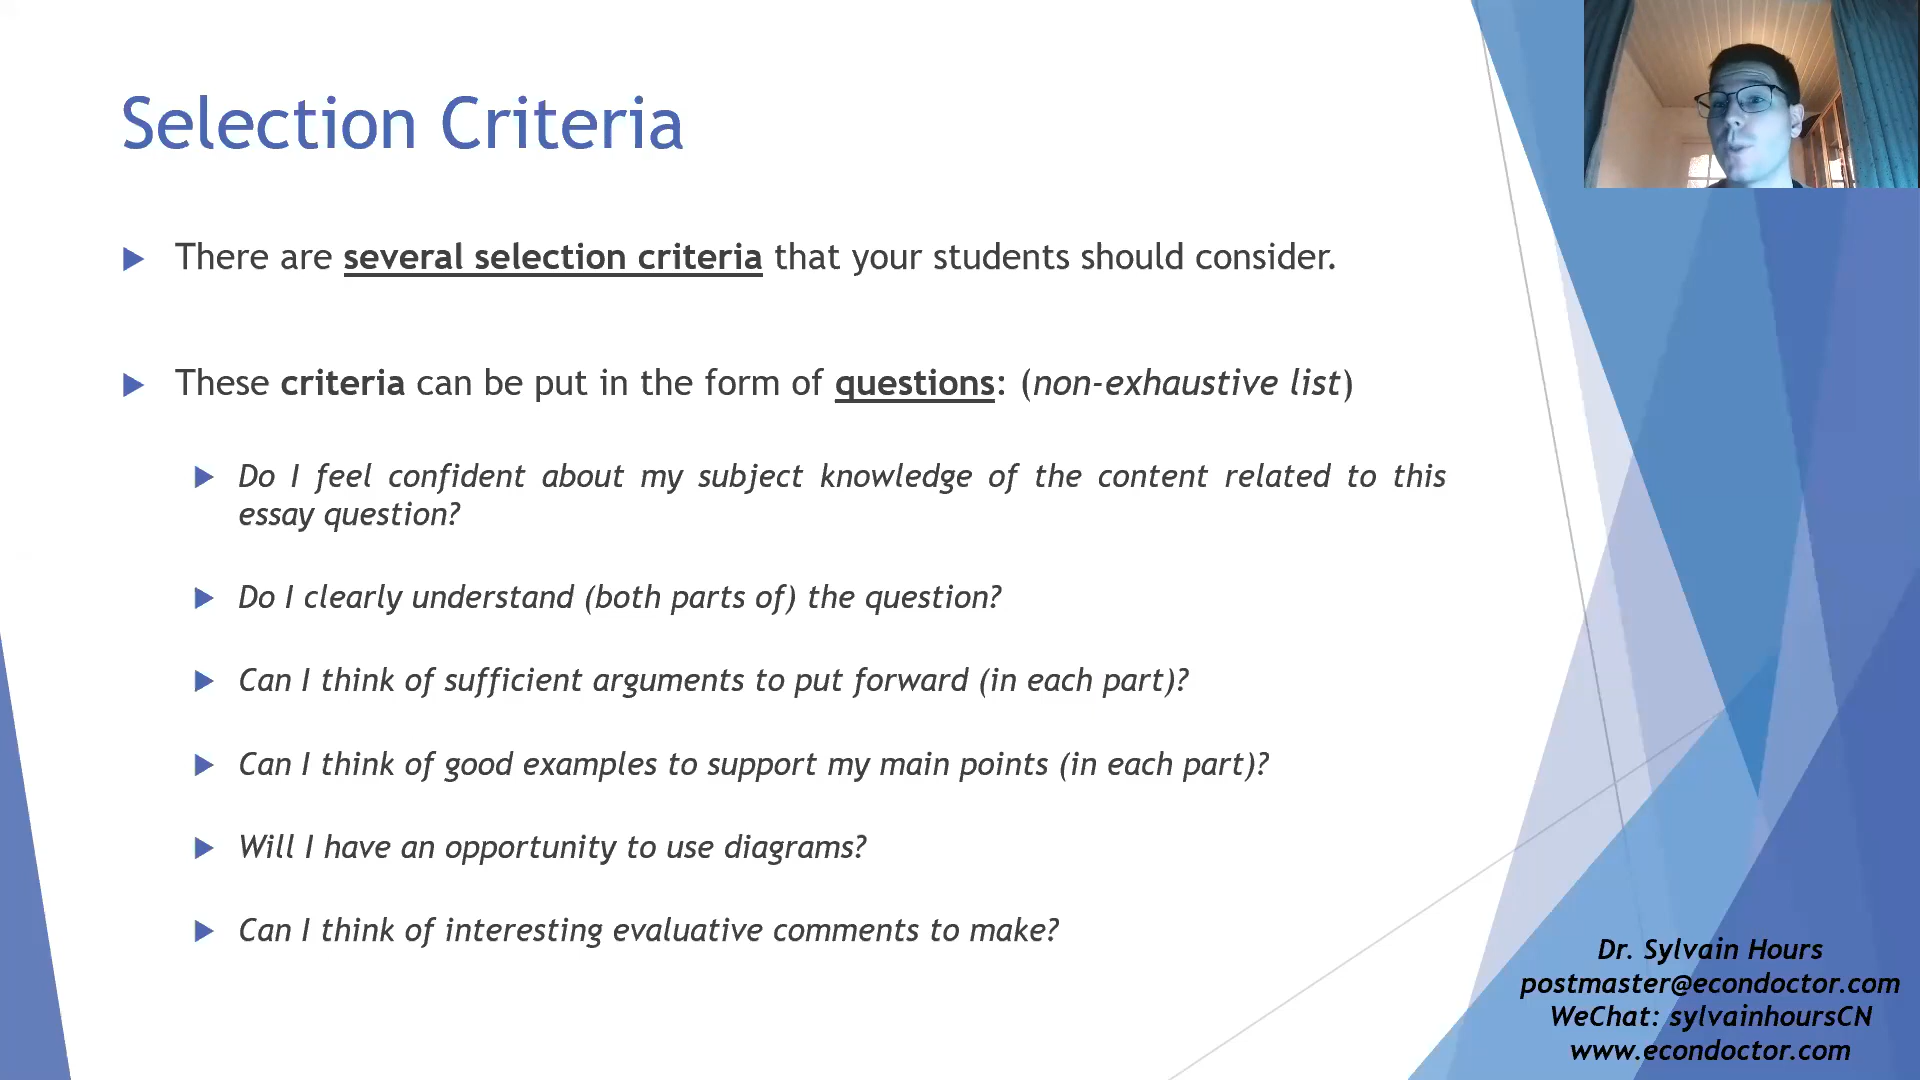 Selection Criteria
There are several selection criteria that your students should consider.
These criteria can be put in the form of questions: (non-exhaustive list)
Do I feel confident about my subject knowledge of the content related to this
essay question?
Do I clearly understand (both parts of) the question?
Can I think of sufficient arguments to put forward (in each part)?
Can I think of good examples to support my main points (in each part)?
Will I have an opportunity to use diagrams?
Can I think of interesting evaluative comments to make?
Dr. Sylvain Hours
postmaster@econdoctor.com
WeChat: sylvainhoursCN
www.econdoctor.com